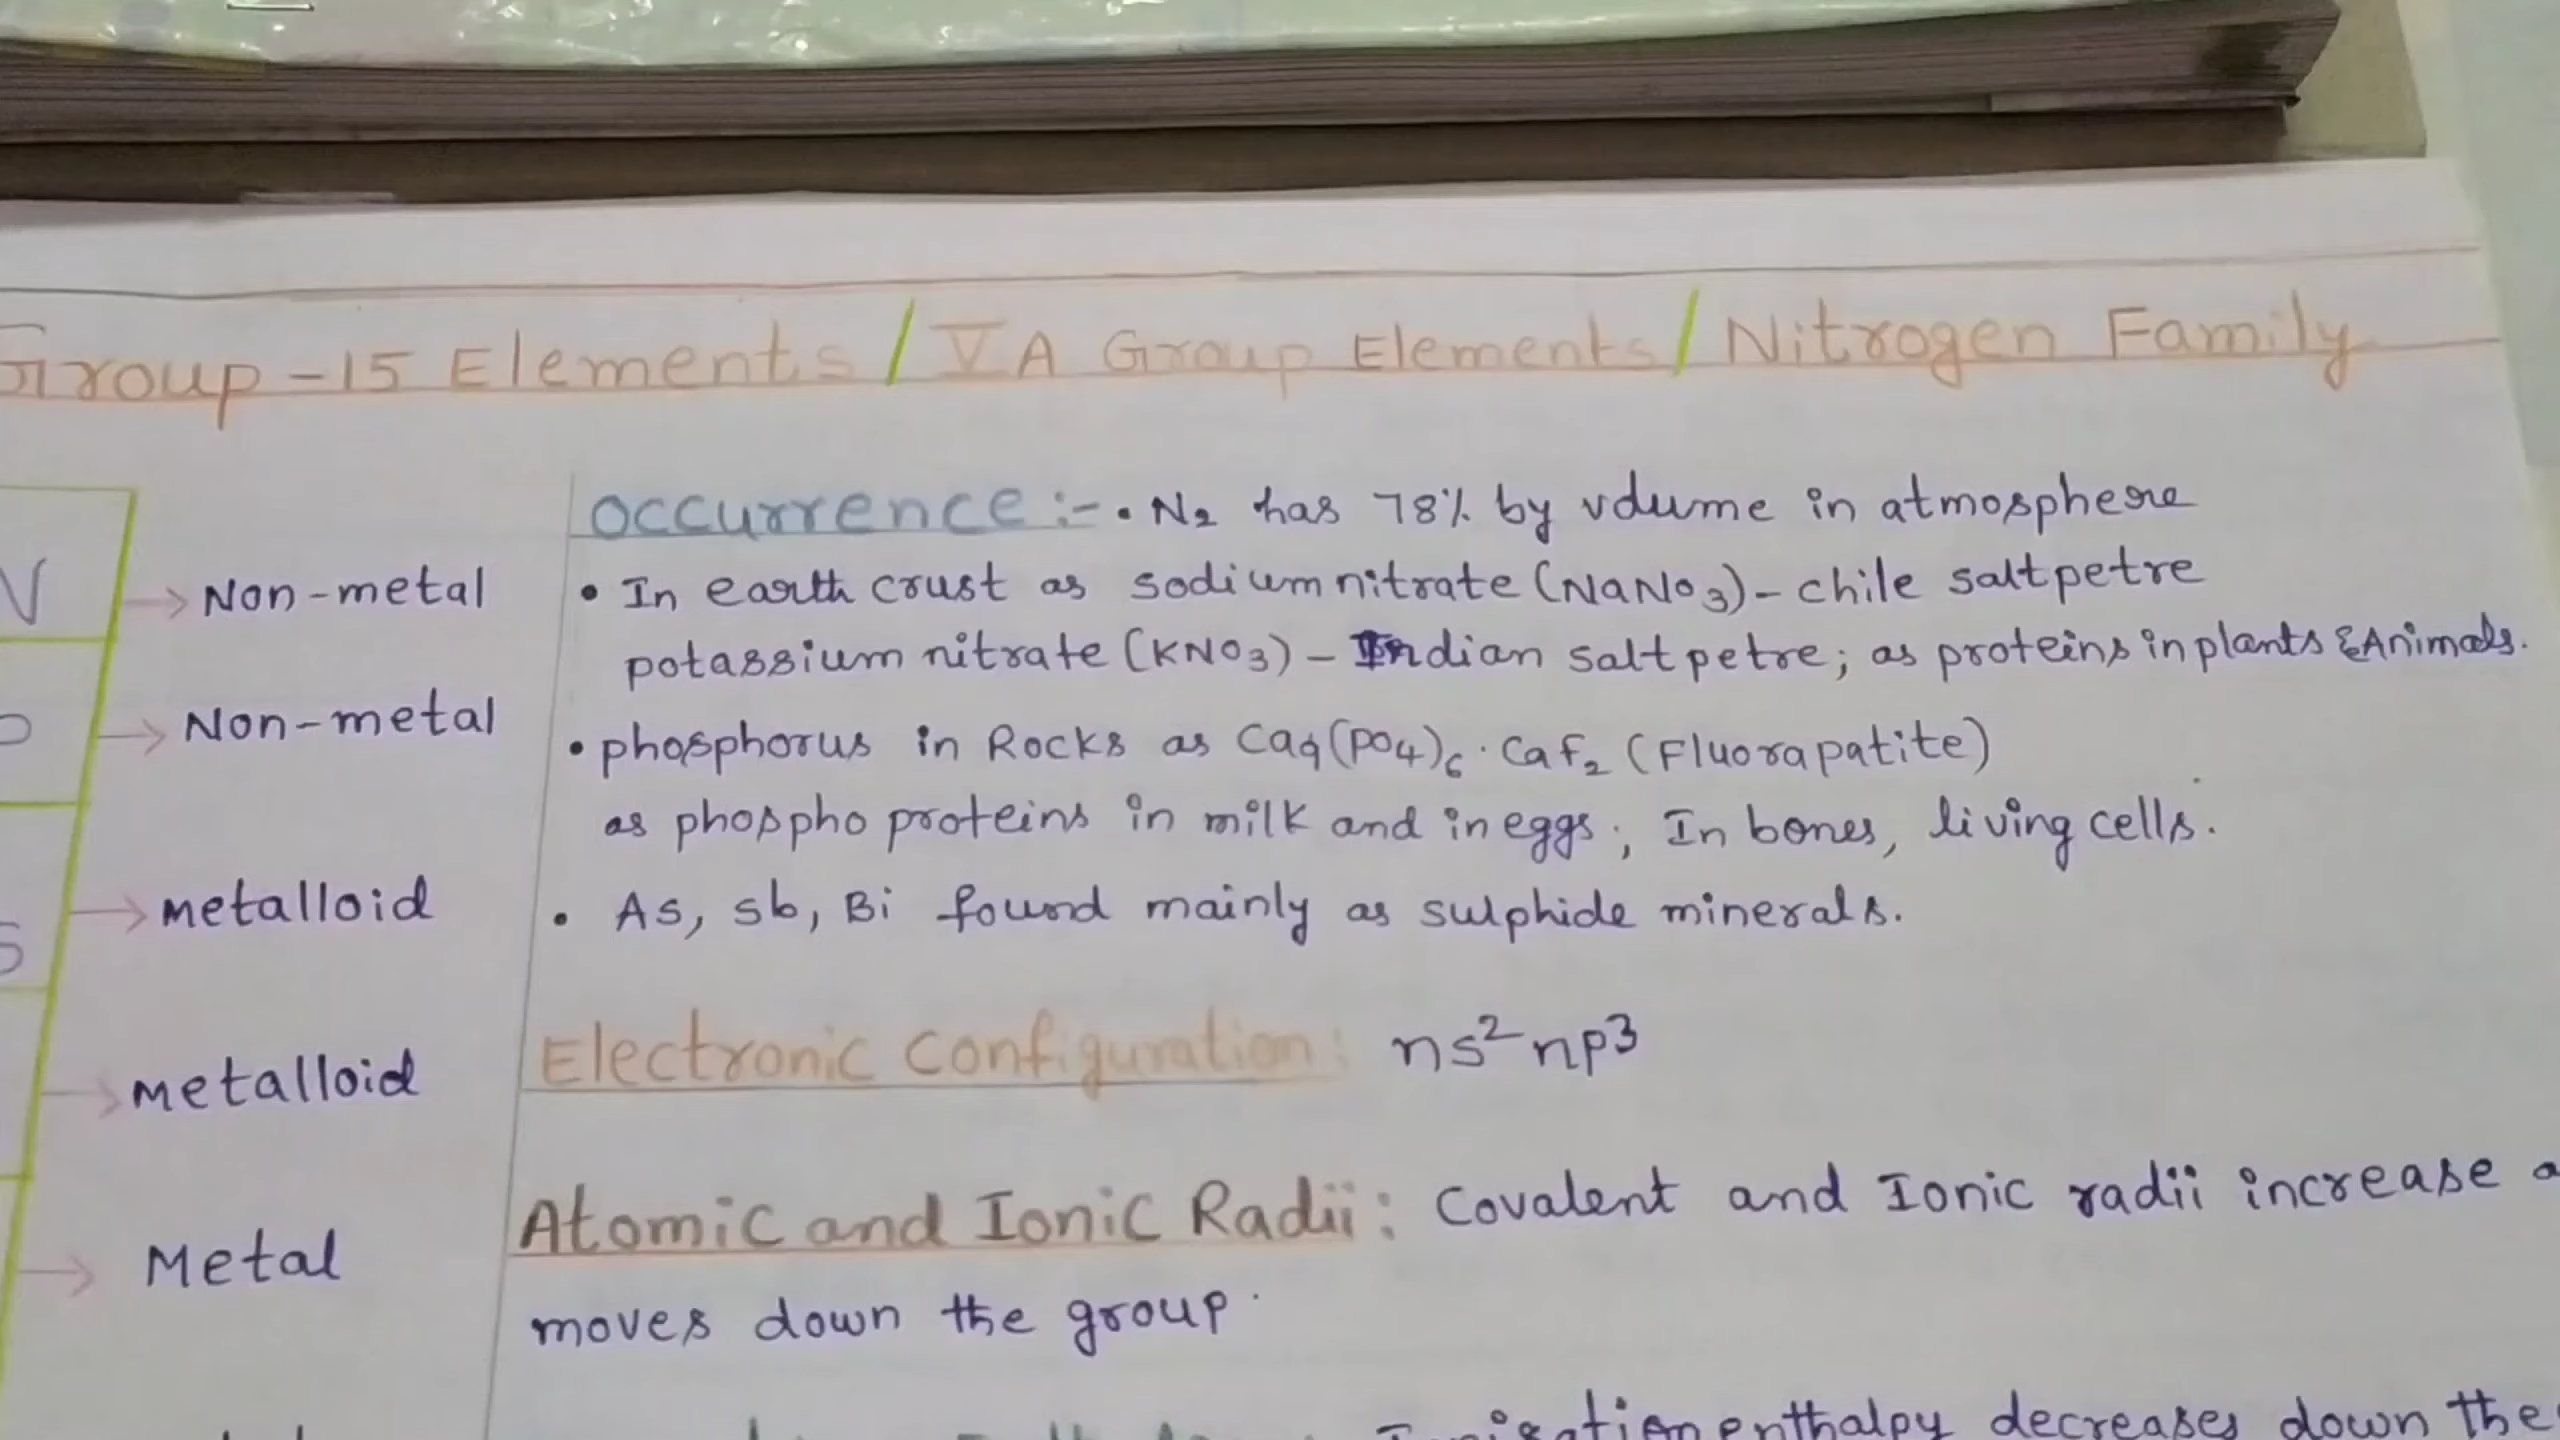 Group-15 Elements / VA Group Elements / Nitrogen Family
Occurrence :- • N2 has 78% by volume in atmosphere
N → Non-metal
• In earth crust as sodium nitrate (NaNO3) - chile saltpetre
potassium nitrate (KNO3) - Indian saltpetre; as proteins in plants & Animals.
P → Non-metal
• phosphorus in Rocks as Ca9(PO4)6 · CaF2 (Fluorapatite)
as phospho proteins in milk and in eggs; In bones, living cells.
→ metalloid
• As, Sb, Bi found mainly as sulphide minerals.
Electronic Configuration: ns²np³
→ metalloid
Atomic and Ionic Radii: Covalent and Ionic radii increase
→ Metal
moves down the group.
Ionisation enthalpy decreases down the